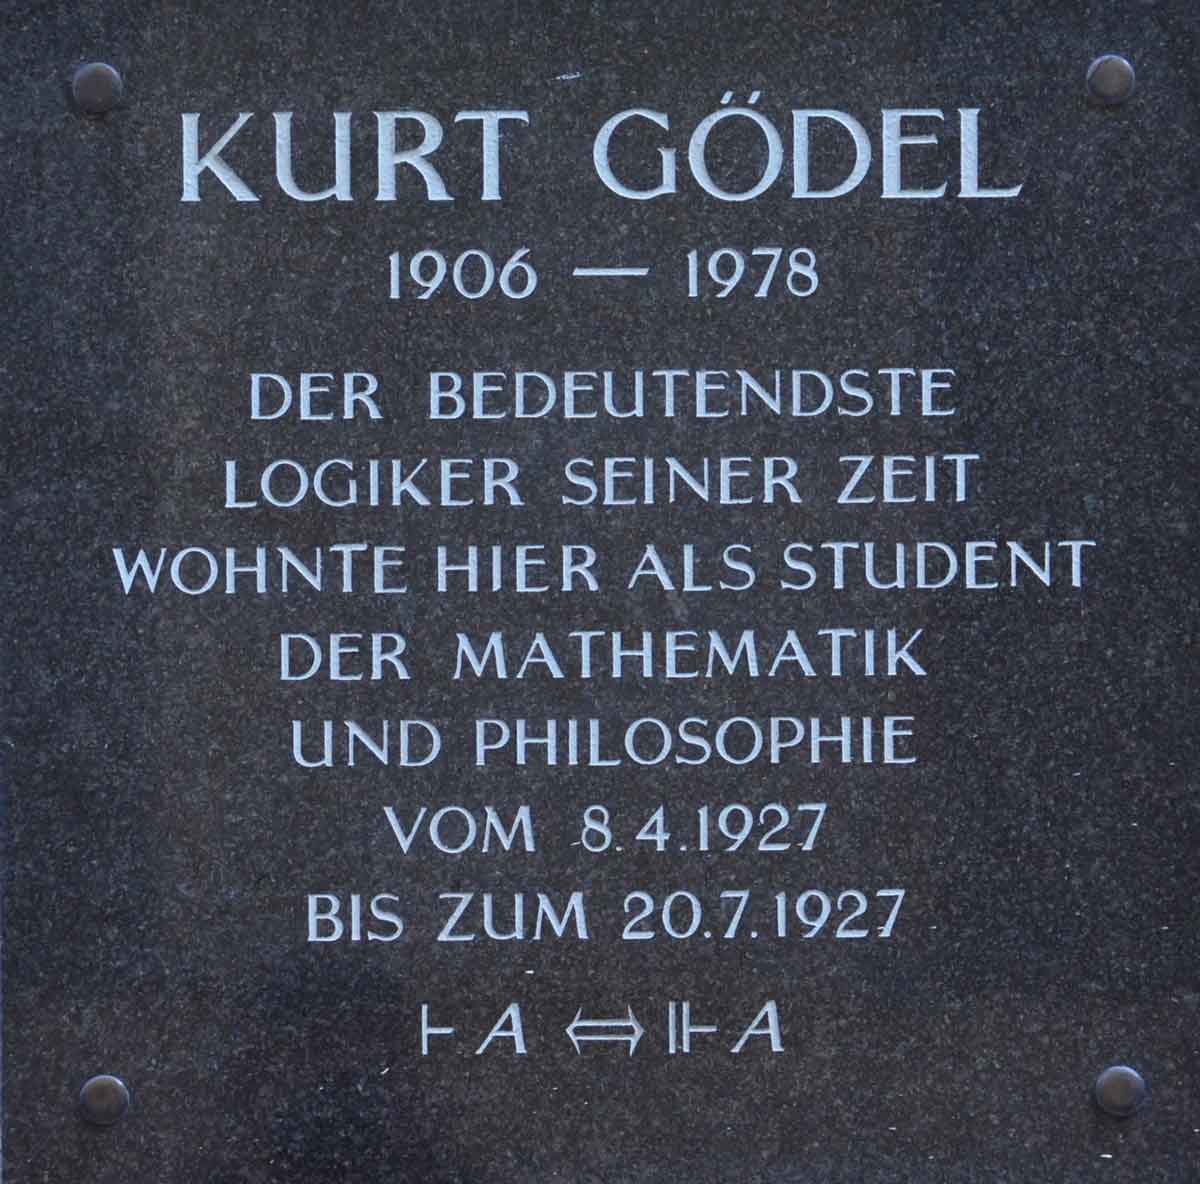 KURT GÖDEL
1906 — 1978
DER BEDEUTENDSTE
LOGIKER SEINER ZEIT
WOHNTE HIER ALS STUDENT
DER MATHEMATIK
UND PHILOSOPHIE
VOM 8.4.1927
BIS ZUM 20.7.1927
⊢ A ⟺ ⊩ A